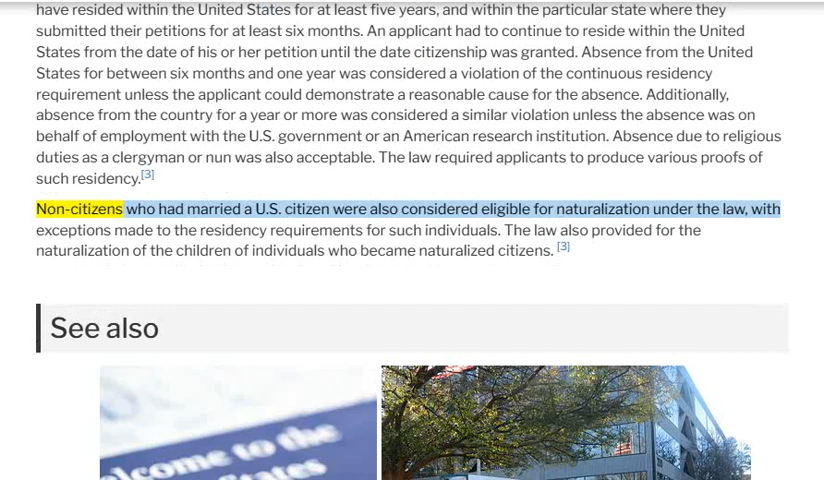 have resided within the United States for at least five years, and within the particular state where they
submitted their petitions for at least six months. An applicant had to continue to reside within the United
States from the date of his or her petition until the date citizenship was granted. Absence from the United
States for between six months and one year was considered a violation of the continuous residency
requirement unless the applicant could demonstrate a reasonable cause for the absence. Additionally,
absence from the country for a year or more was considered a similar violation unless the absence was on
behalf of employment with the U.S. government or an American research institution. Absence due to religious
duties as a clergyman or nun was also acceptable. The law required applicants to produce various proofs of
such residency.[3]
Non-citizens who had married a U.S. citizen were also considered eligible for naturalization under the law, with
exceptions made to the residency requirements for such individuals. The law also provided for the
naturalization of the children of individuals who became naturalized citizens. [3]
See also
elcome to the
States